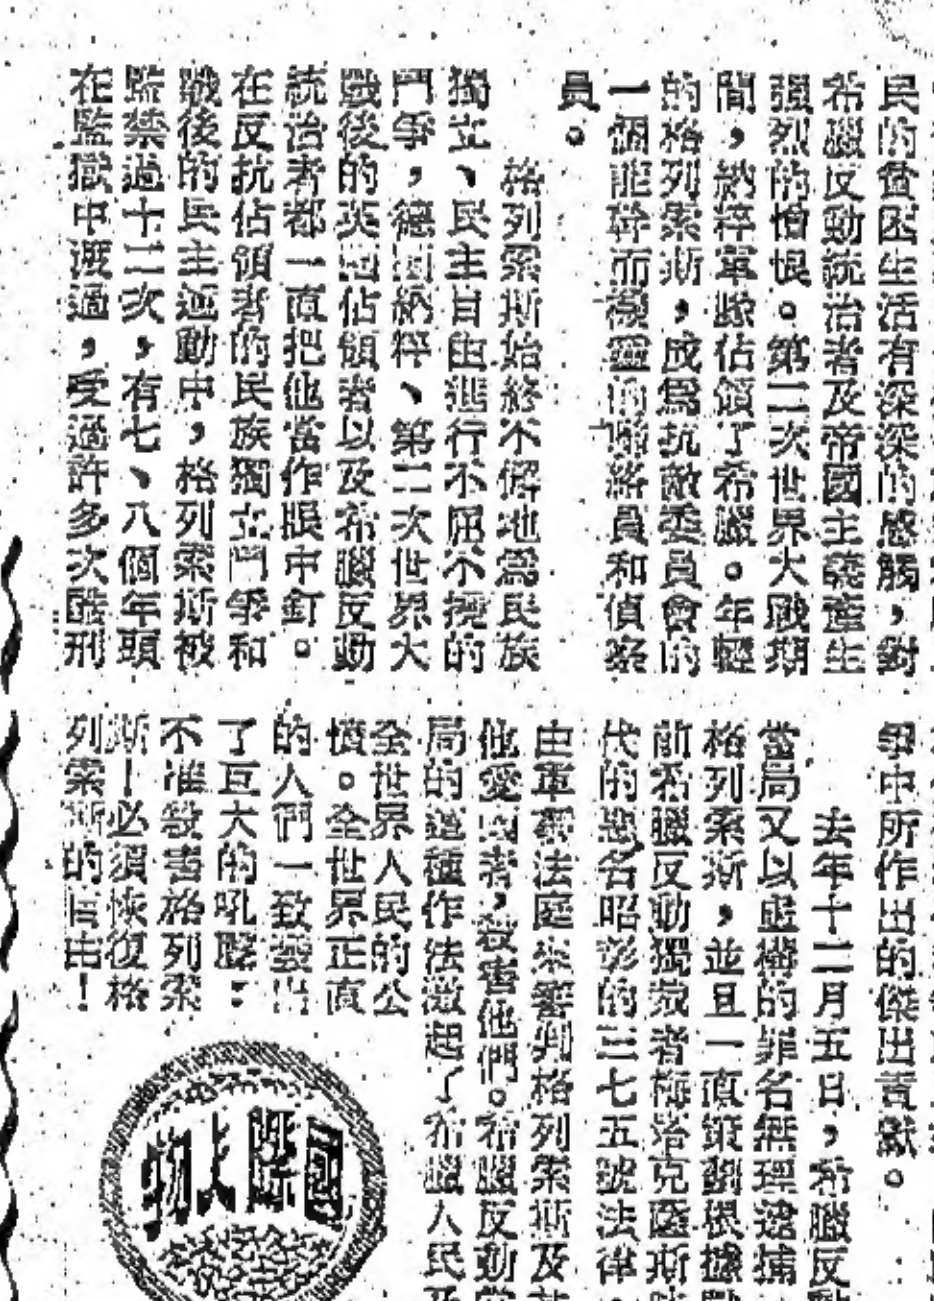 民的貧困生活有深深的感觸，對
希臘反動統治者及帝國主義產生
强烈的憎恨。第二次世界大戰期
間，納粹軍隊佔領了希臘。年輕
的格列索斯，成爲抗敵委員會的
一個能幹而機靈的聯絡員和偵察
員。
格列索斯始終不懈地爲民族
獨立、民主自由進行不屈不撓的
鬥爭，德國納粹、第二次世界大
戰後的英國佔領者以及希臘反動
統治者都一直把他當作眼中釘。
在反抗佔領者的民族獨立鬥爭和
戰後的民主運動中，格列索斯被
監禁過十二次，有七、八個年頭
在監獄中渡過，受過許多次酷刑
爭中所作出的傑出貢獻。
去年十二月五日，希臘反動
當局又以虛構的罪名無理逮捕
格列索斯，並且一直策劃根據
前希臘反動獨裁者梅塔克薩斯時
代的惡名昭彰的三七五號法律，
由軍事法庭來審判格列索斯及其
他愛國者，殺害他們。希臘反動當
局的這種作法激起了希臘人民及
全世界人民的公
憤。全世界正直
的人們一致發出
了巨大的吼聲：
不准殺害格列索
斯！必須恢復格
列索斯的自由！
國際人物